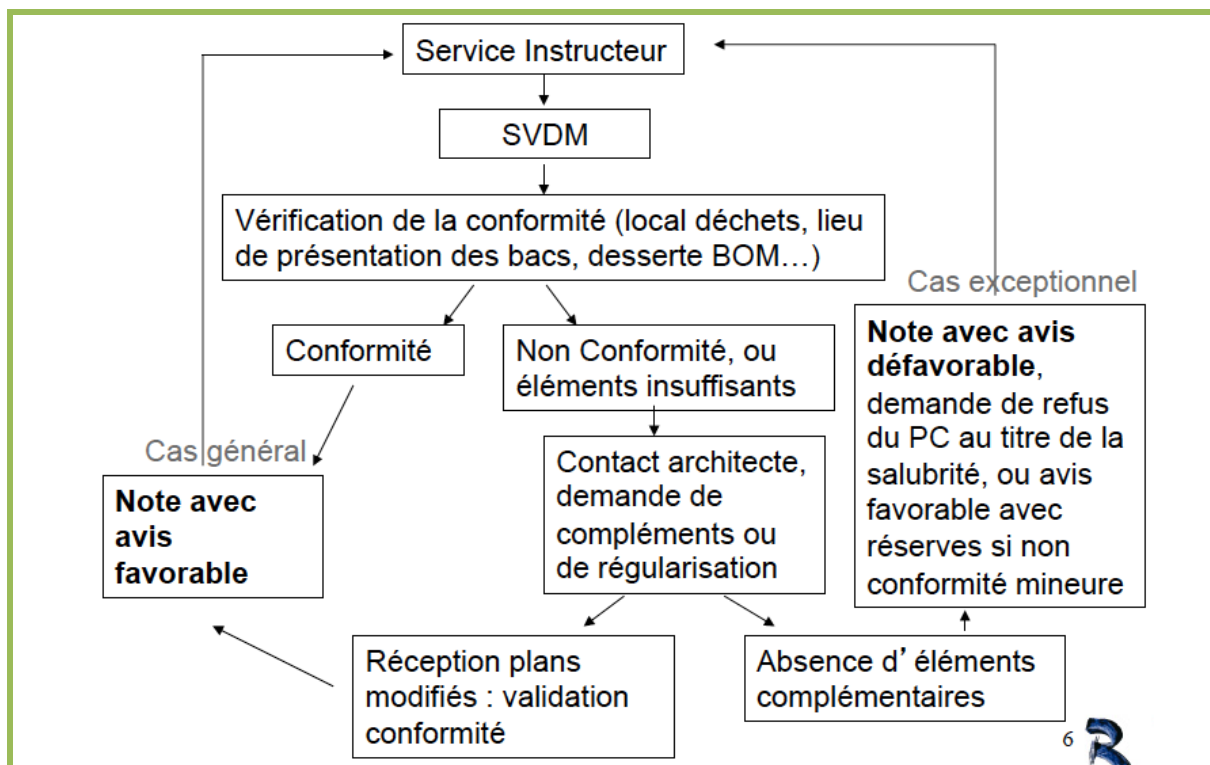 Service Instructeur
SVDM
Vérification de la conformité (local déchets, lieu
de présentation des bacs, desserte BOM…)
Conformité
Non Conformité, ou
éléments insuffisants
Cas exceptionnel
Note avec avis
défavorable,
demande de refus
du PC au titre de la
salubrité, ou avis
favorable avec
réserves si non
conformité mineure
Cas général
Note avec
avis
favorable
Contact architecte,
demande de
compléments ou
de régularisation
Réception plans
modifiés : validation
conformité
Absence d’ éléments
complémentaires
6